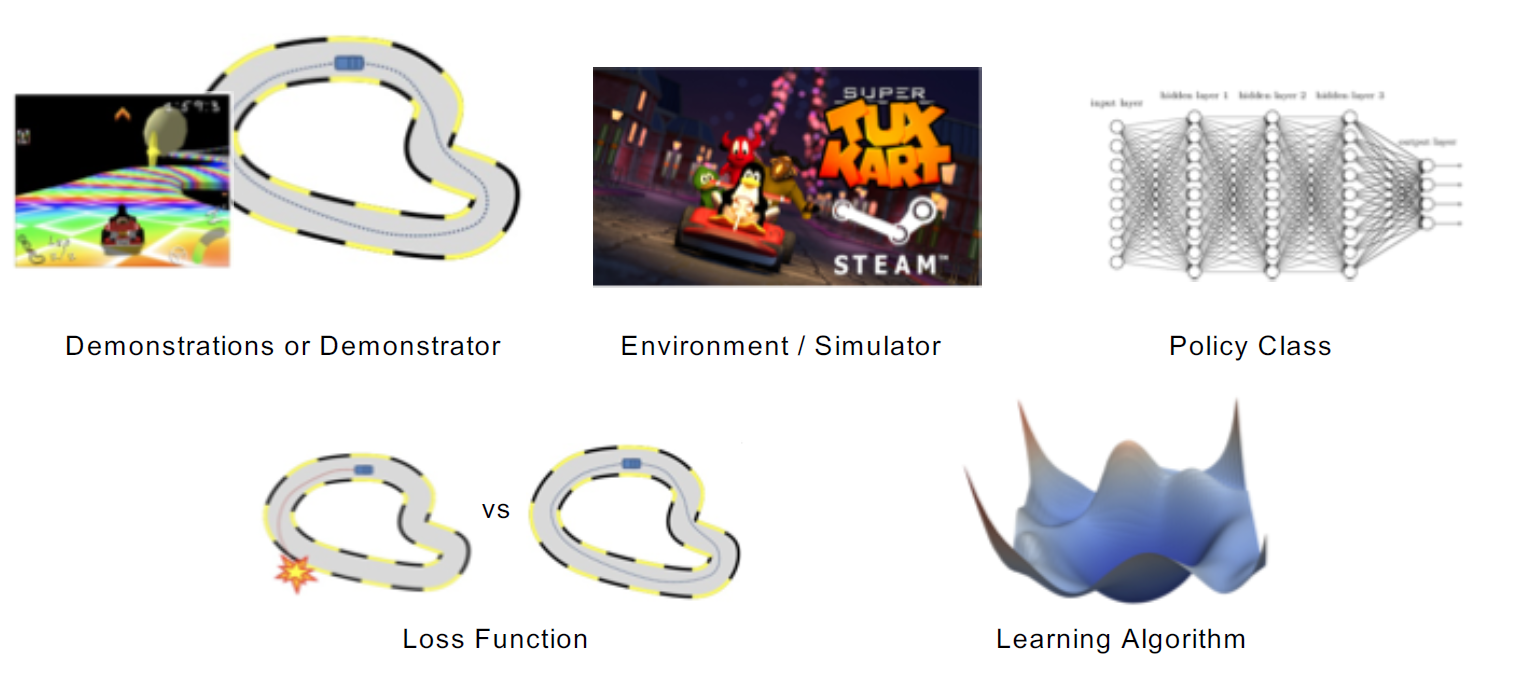 SUPER
TUX
KART
STEAM™
input layer
hidden layer 1 hidden layer 2 hidden layer 3
output layer
Demonstrations or Demonstrator
Environment / Simulator
Policy Class
vs
Loss Function
Learning Algorithm